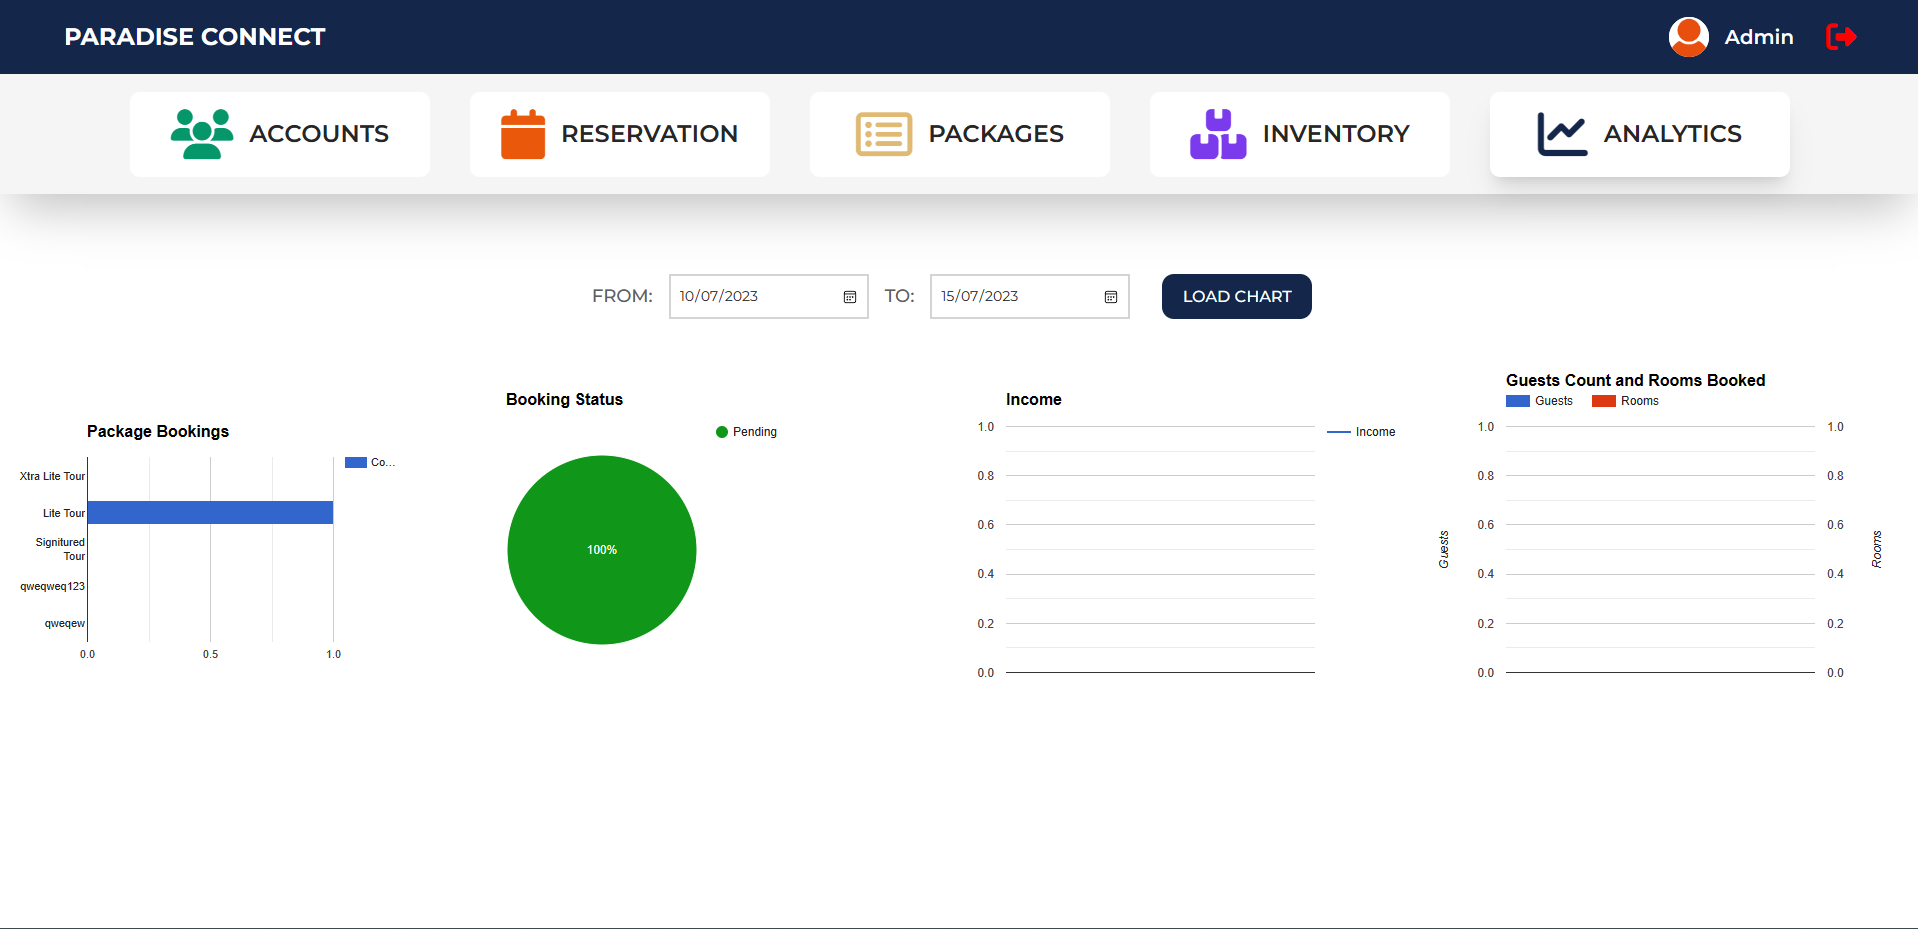 PARADISE CONNECT
Admin
ACCOUNTS
RESERVATION
PACKAGES
INVENTORY
ANALYTICS
FROM:
10/07/2023
TO:
15/07/2023
LOAD CHART
Package Bookings
Co...
Xtra Lite Tour
Lite Tour
Signitured
Tour
qweqweq123
qweqew
0.0 0.5 1.0
Booking Status
Pending
100%
Income
Income
1.0
0.8
0.6
0.4
0.2
0.0
Guests Count and Rooms Booked
Guests Rooms
1.0 1.0
0.8 0.8
0.6 0.6
0.4 0.4
0.2 0.2
0.0 0.0
Guests
Rooms